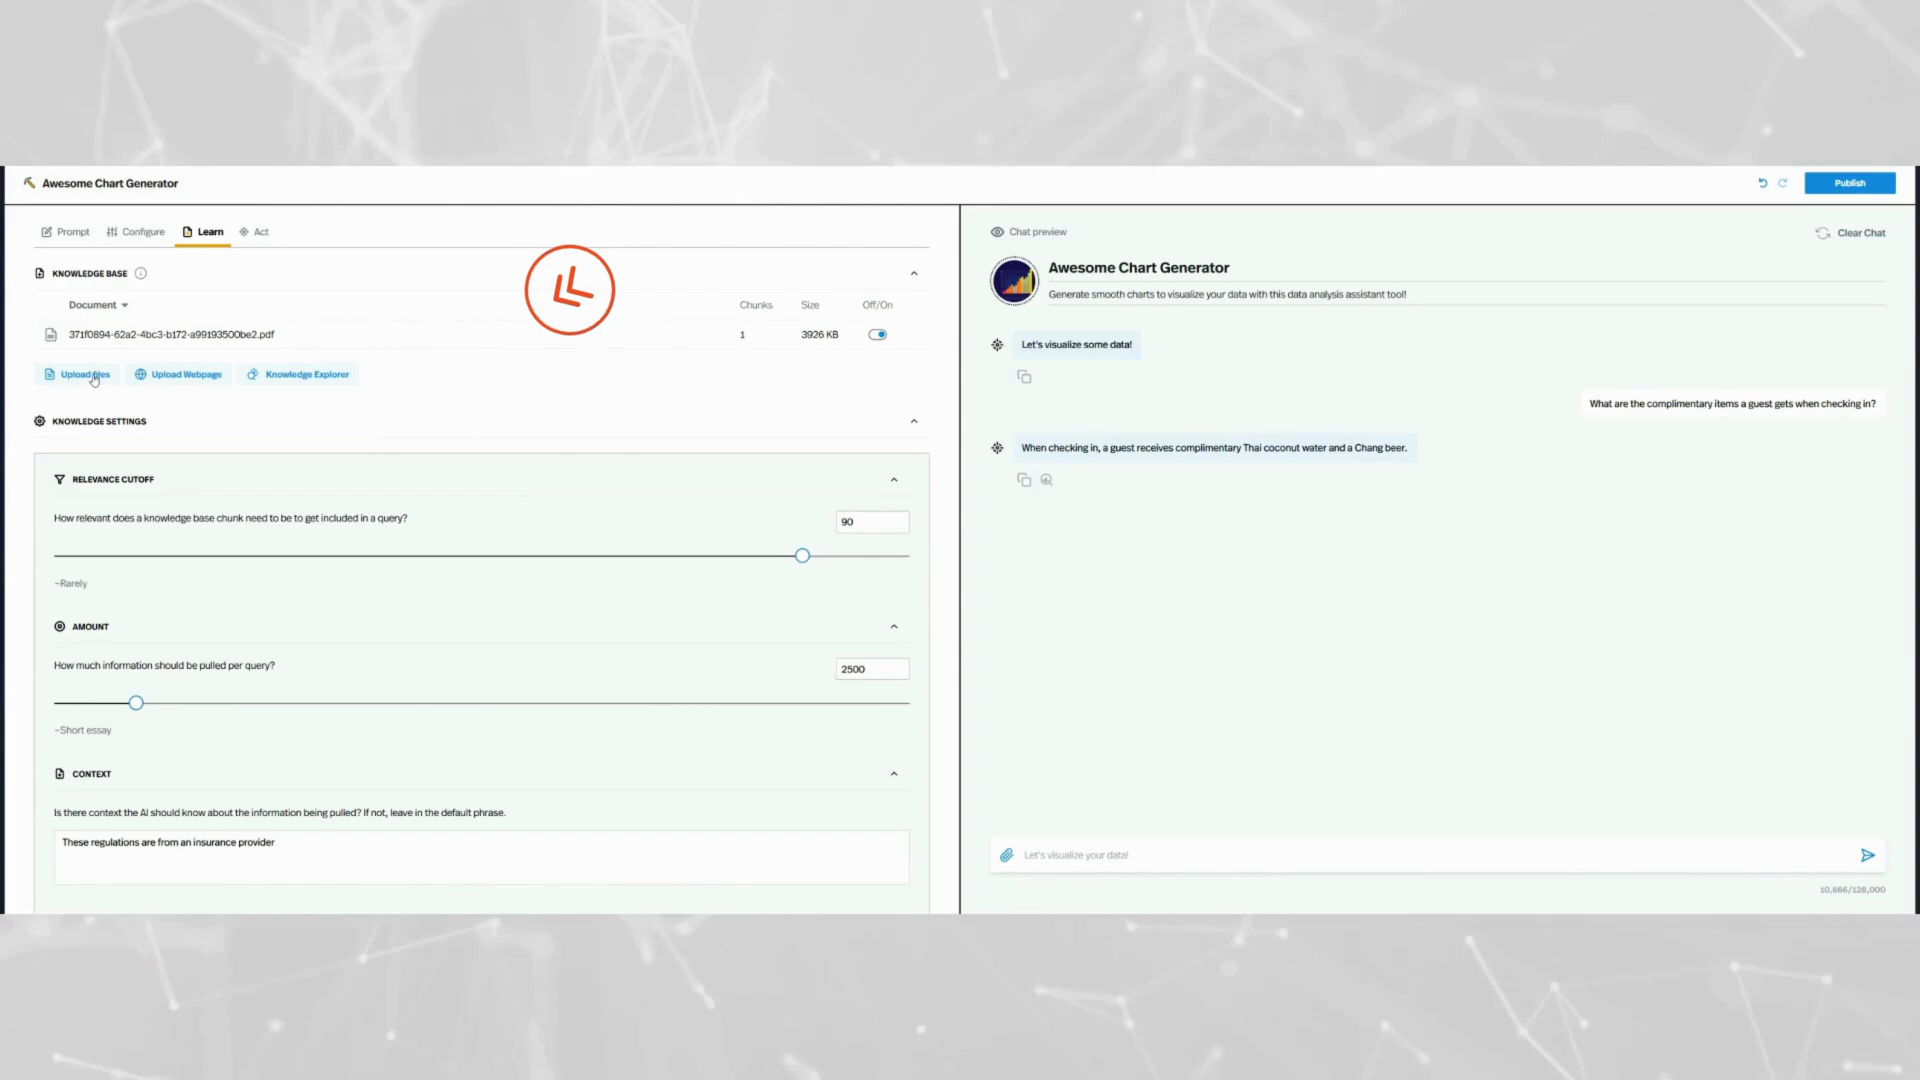 Awesome Chart Generator
Publish
Prompt
Configure
Learn
Act
KNOWLEDGE BASE
Document
Chunks
Size
Off/On
371f0894-62a2-4bc3-b172-a99193500be2.pdf
1
3926 KB
Upload files
Upload Webpage
Knowledge Explorer
KNOWLEDGE SETTINGS
RELEVANCE CUTOFF
How relevant does a knowledge base chunk need to be to get included in a query?
90
~Rarely
AMOUNT
How much information should be pulled per query?
2500
~Short essay
CONTEXT
Is there context the AI should know about the information being pulled? If not, leave in the default phrase.
These regulations are from an insurance provider
Chat preview
Clear Chat
Awesome Chart Generator
Generate smooth charts to visualize your data with this data analysis assistant tool!
Let's visualize some data!
What are the complimentary items a guest gets when checking in?
When checking in, a guest receives complimentary Thai coconut water and a Chang beer.
Let's visualize your data!
10,666/128,000